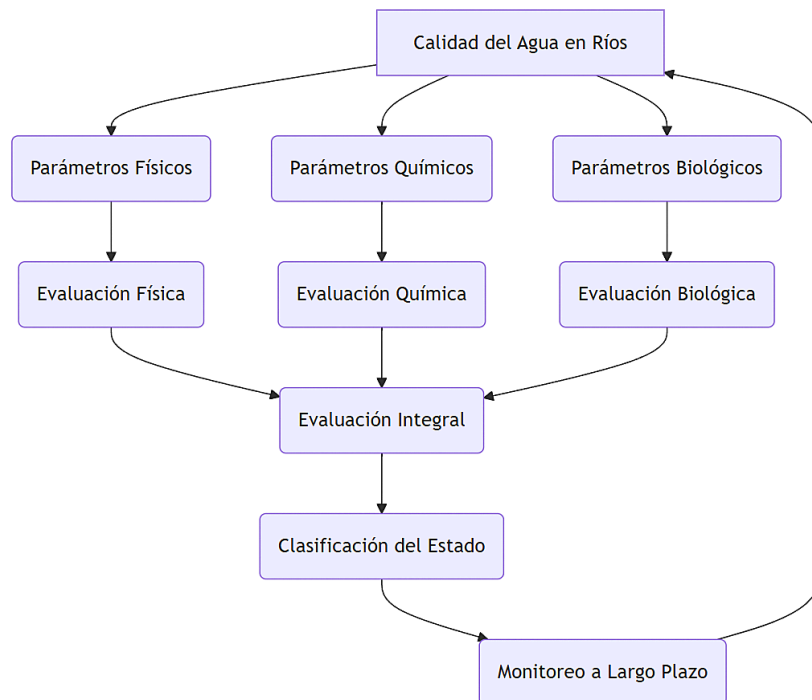 Calidad del Agua en Ríos
Parámetros Físicos
Parámetros Químicos
Parámetros Biológicos
Evaluación Física
Evaluación Química
Evaluación Biológica
Evaluación Integral
Clasificación del Estado
Monitoreo a Largo Plazo